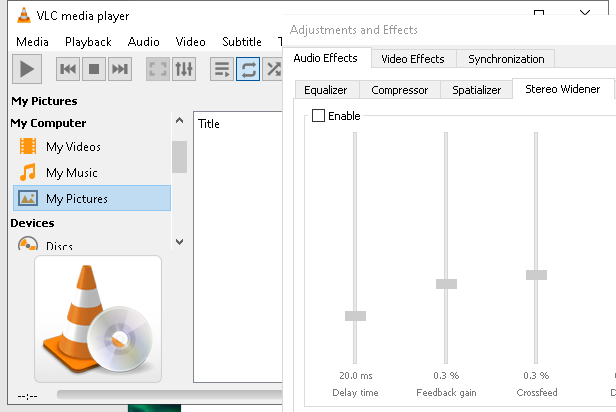 VLC media player
Media Playback Audio Video Subtitle T
My Pictures
My Computer
My Videos
My Music
My Pictures
Devices
Discs
Title
--:--
Adjustments and Effects
Audio Effects Video Effects Synchronization
Equalizer Compressor Spatializer Stereo Widener
Enable
20.0 ms 0.3 % 0.3 %
Delay time Feedback gain Crossfeed D